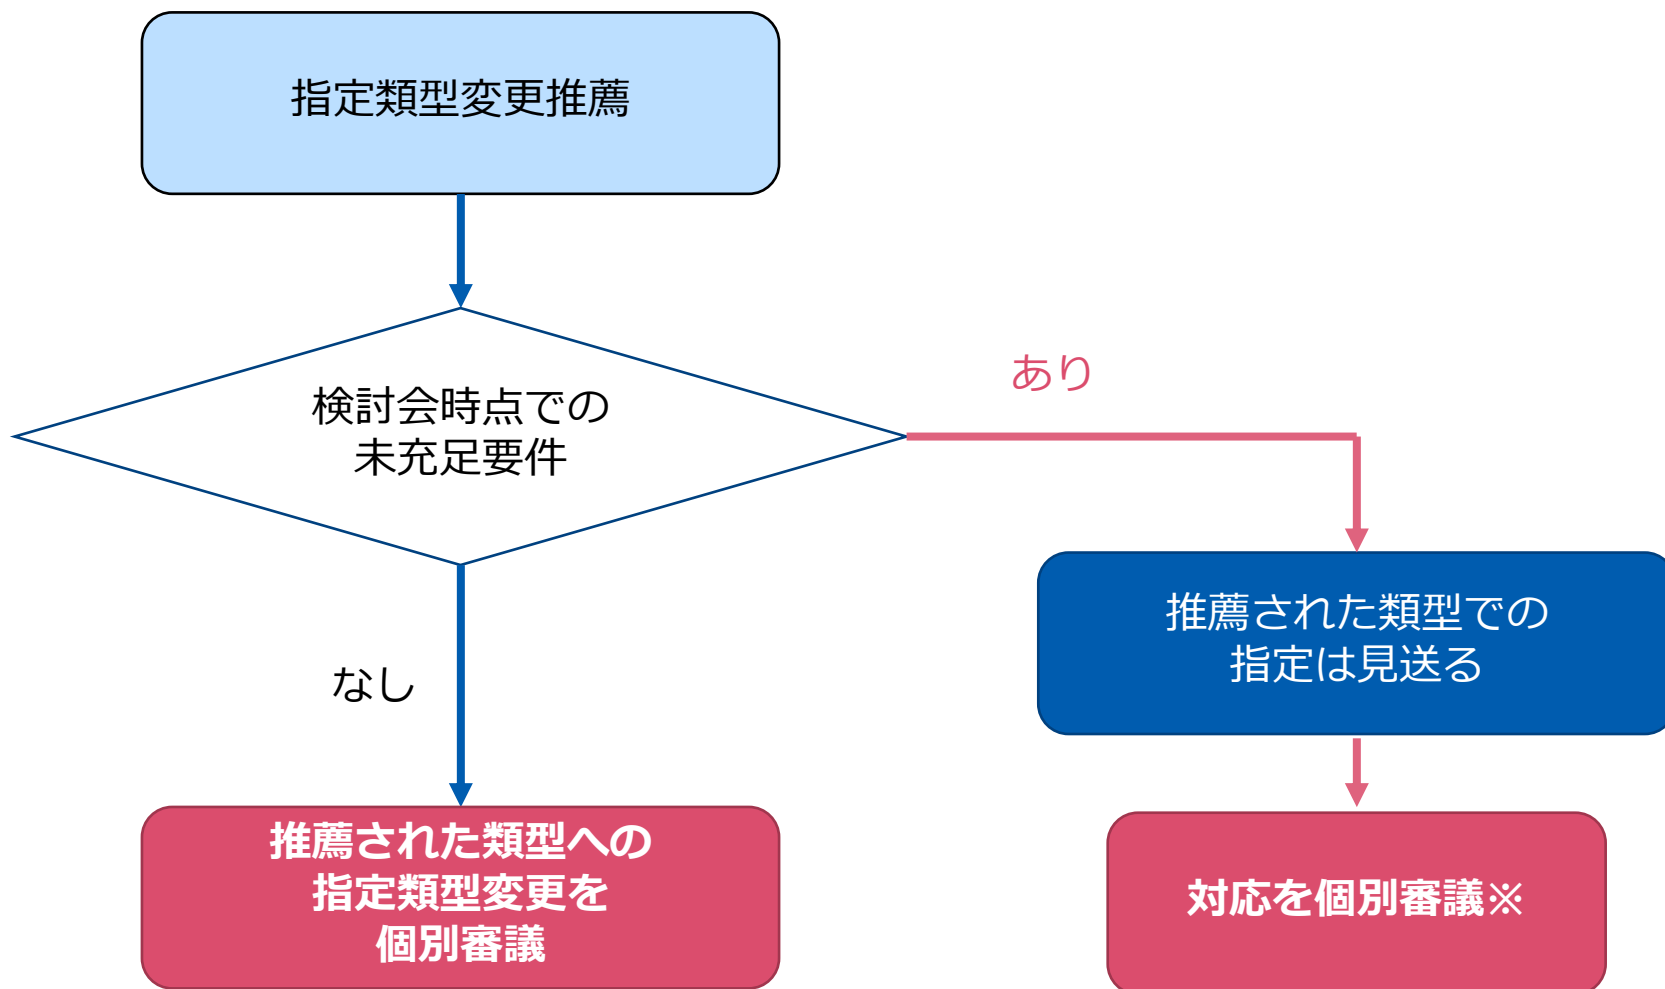 指定類型変更推薦
検討会時点での
未充足要件
あり
なし
推薦された類型での
指定は見送る
推薦された類型への
指定類型変更を
個別審議
対応を個別審議※